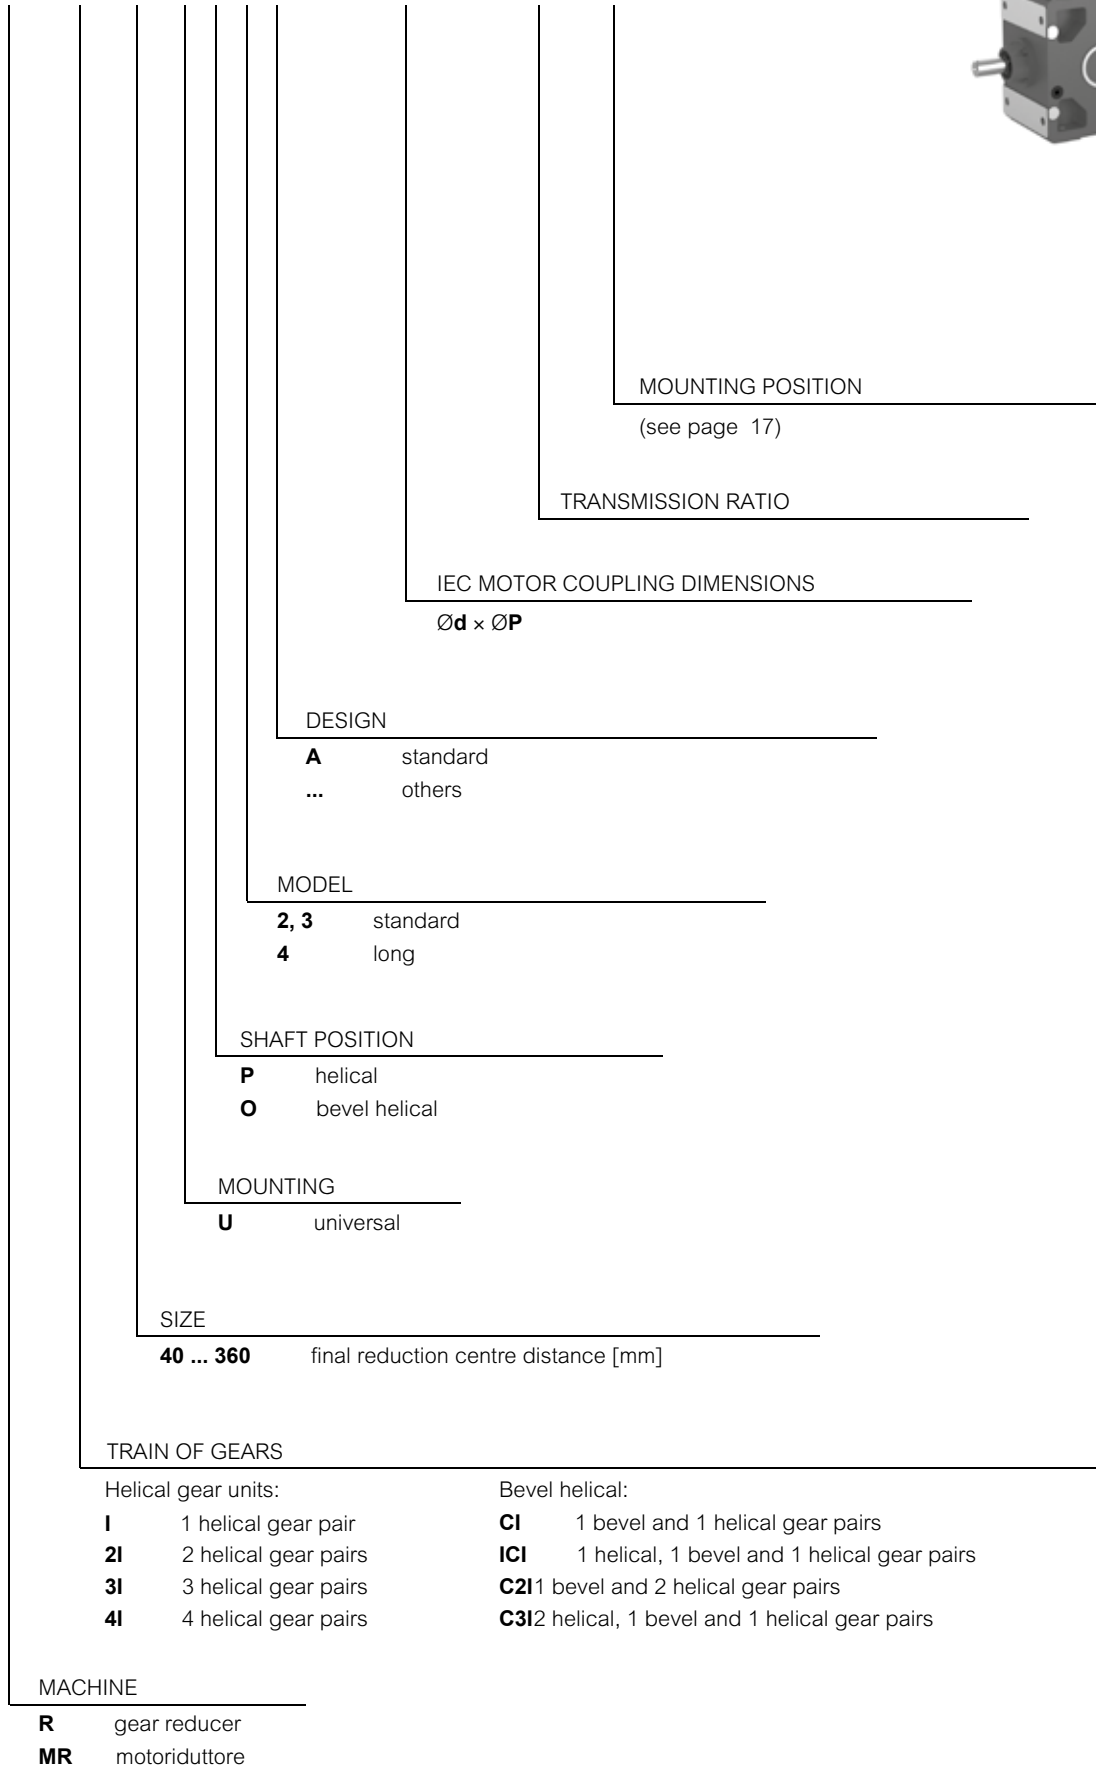 MOUNTING POSITION
(see page 17)
TRANSMISSION RATIO
IEC MOTOR COUPLING DIMENSIONS
Ød × ØP
DESIGN
A standard
... others
MODEL
2, 3 standard
4 long
SHAFT POSITION
P helical
O bevel helical
MOUNTING
U universal
SIZE
40 ... 360 final reduction centre distance [mm]
TRAIN OF GEARS
Helical gear units:
I 1 helical gear pair
2I 2 helical gear pairs
3I 3 helical gear pairs
4I 4 helical gear pairs
Bevel helical:
CI 1 bevel and 1 helical gear pairs
ICI 1 helical, 1 bevel and 1 helical gear pairs
C2I1 bevel and 2 helical gear pairs
C3I2 helical, 1 bevel and 1 helical gear pairs
MACHINE
R gear reducer
MR motoriduttore